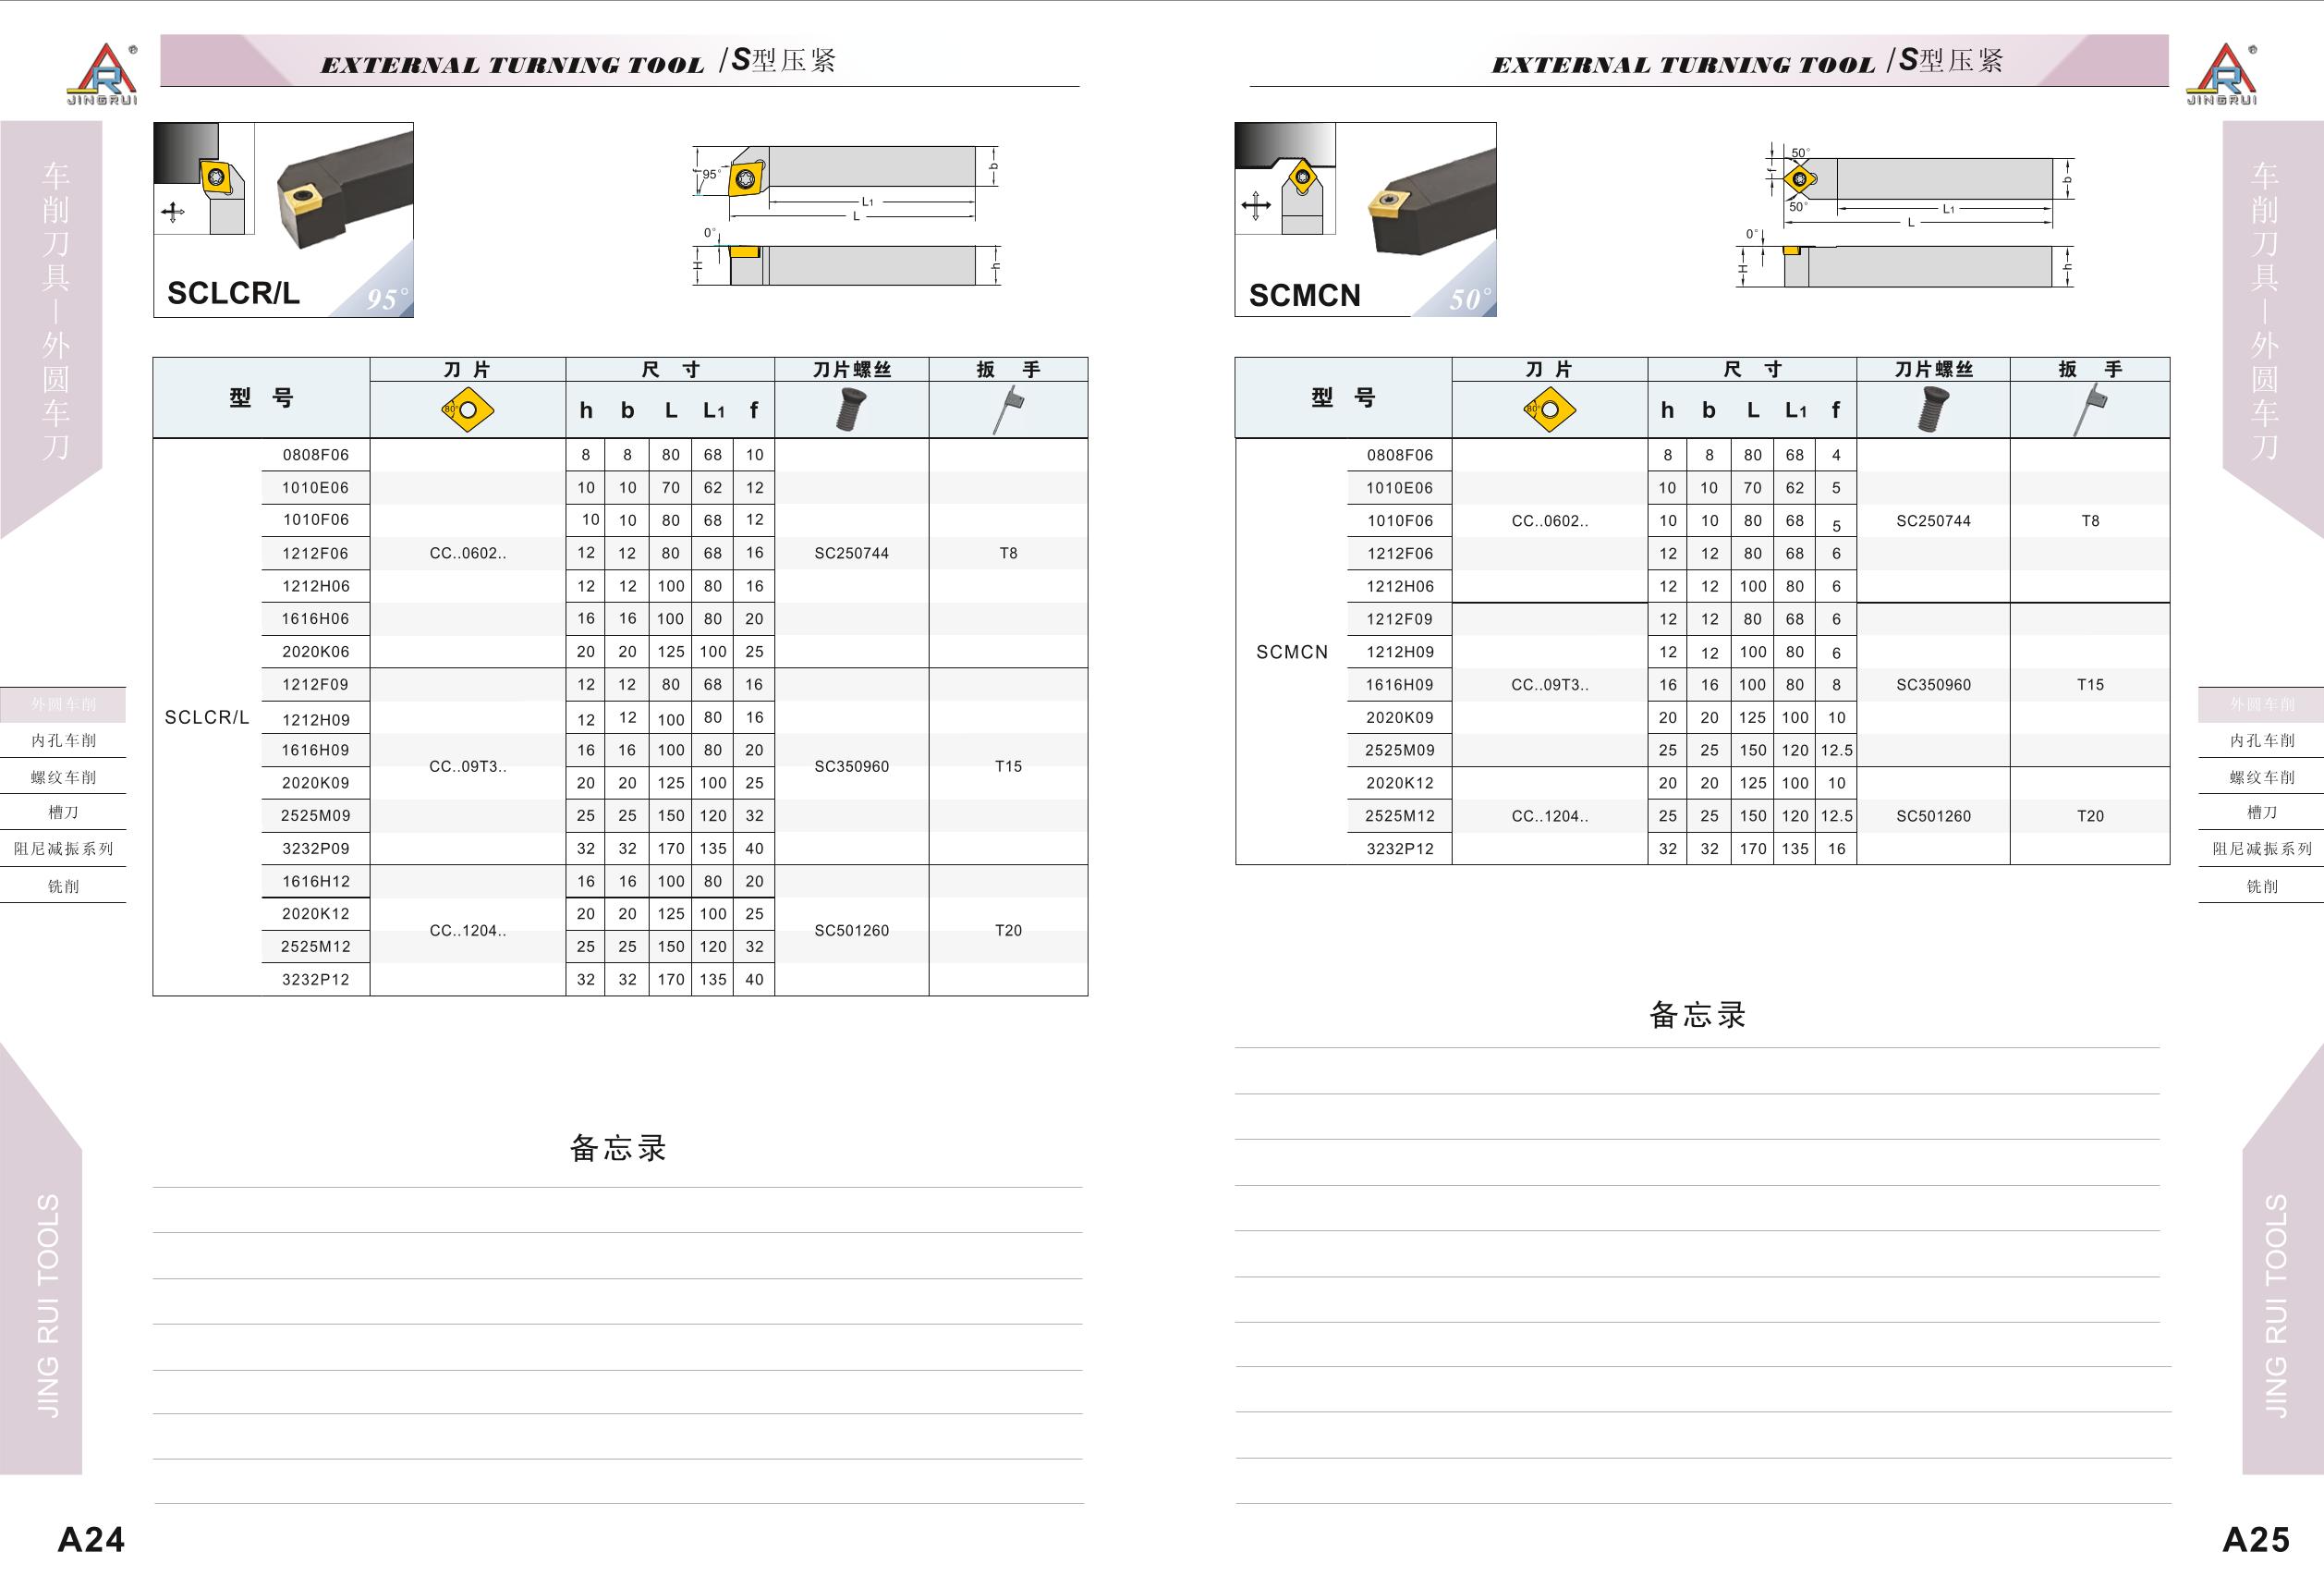 JINGRUI
EXTERNAL TURNING TOOL /S型压紧
车削刀具—外圆车刀
SCLCR/L
95°
f
95°
b
L1
L
0°
H
h
型 号 刀 片 尺 寸 刀片螺丝 扳 手
80° h b L L1 f
0808F06 8 8 80 68 10
1010E06 10 10 70 62 12
1010F06 10 10 80 68 12
1212F06 CC..0602.. 12 12 80 68 16 SC250744 T8
1212H06 12 12 100 80 16
1616H06 16 16 100 80 20
2020K06 20 20 125 100 25
1212F09 12 12 80 68 16
SCLCR/L 1212H09 12 12 100 80 16
1616H09 16 16 100 80 20
CC..09T3.. SC350960 T15
2020K09 20 20 125 100 25
2525M09 25 25 150 120 32
3232P09 32 32 170 135 40
1616H12 16 16 100 80 20
2020K12 20 20 125 100 25
CC..1204.. SC501260 T20
2525M12 25 25 150 120 32
3232P12 32 32 170 135 40
外圆车削
内孔车削
螺纹车削
槽刀
阻尼减振系列
铣削
备忘录
JING RUI TOOLS
A24
EXTERNAL TURNING TOOL /S型压紧
JINGRUI
车削刀具—外圆车刀
SCMCN
50°
50°
f
50°
b
L1
L
0°
H
h
型 号 刀 片 尺 寸 刀片螺丝 扳 手
80° h b L L1 f
0808F06 8 8 80 68 4
1010E06 10 10 70 62 5
1010F06 CC..0602.. 10 10 80 68 5 SC250744 T8
1212F06 12 12 80 68 6
1212H06 12 12 100 80 6
1212F09 12 12 80 68 6
SCMCN 1212H09 12 12 100 80 6
1616H09 CC..09T3.. 16 16 100 80 8 SC350960 T15
2020K09 20 20 125 100 10
2525M09 25 25 150 120 12.5
2020K12 20 20 125 100 10
2525M12 CC..1204.. 25 25 150 120 12.5 SC501260 T20
3232P12 32 32 170 135 16
外圆车削
内孔车削
螺纹车削
槽刀
阻尼减振系列
铣削
备忘录
JING RUI TOOLS
A25